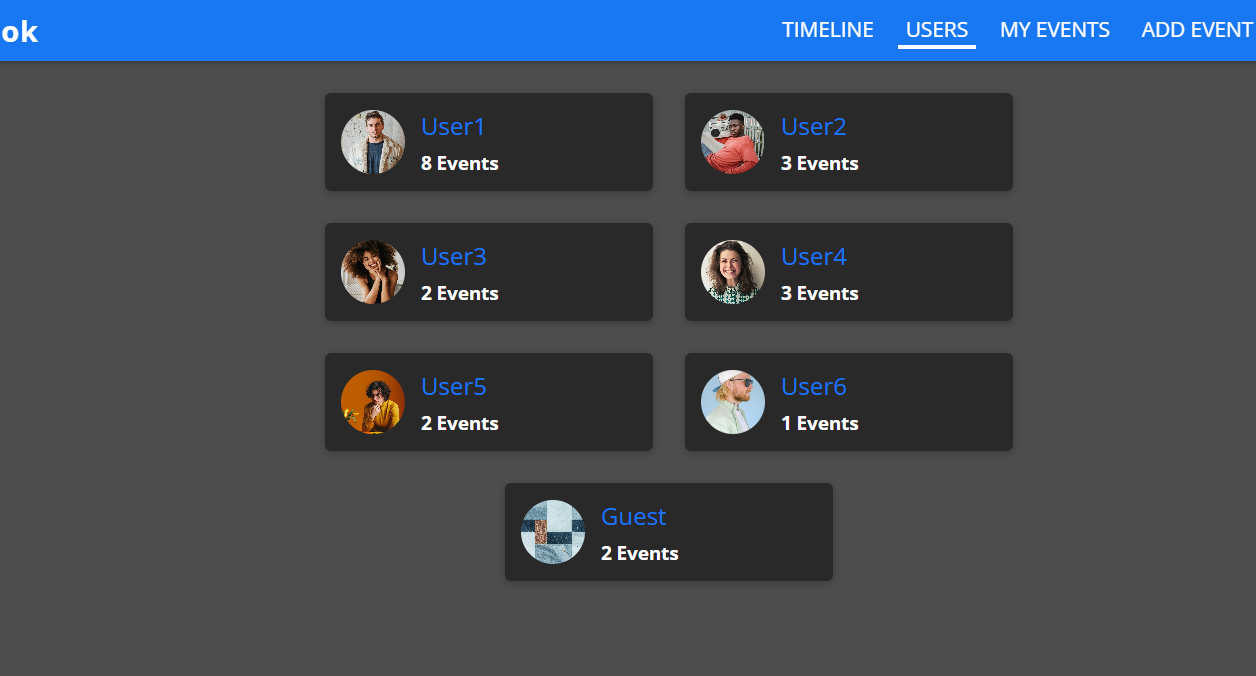 ok
TIMELINE USERS MY EVENTS ADD EVENT
User1
8 Events
User2
3 Events
User3
2 Events
User4
3 Events
User5
2 Events
User6
1 Events
Guest
2 Events